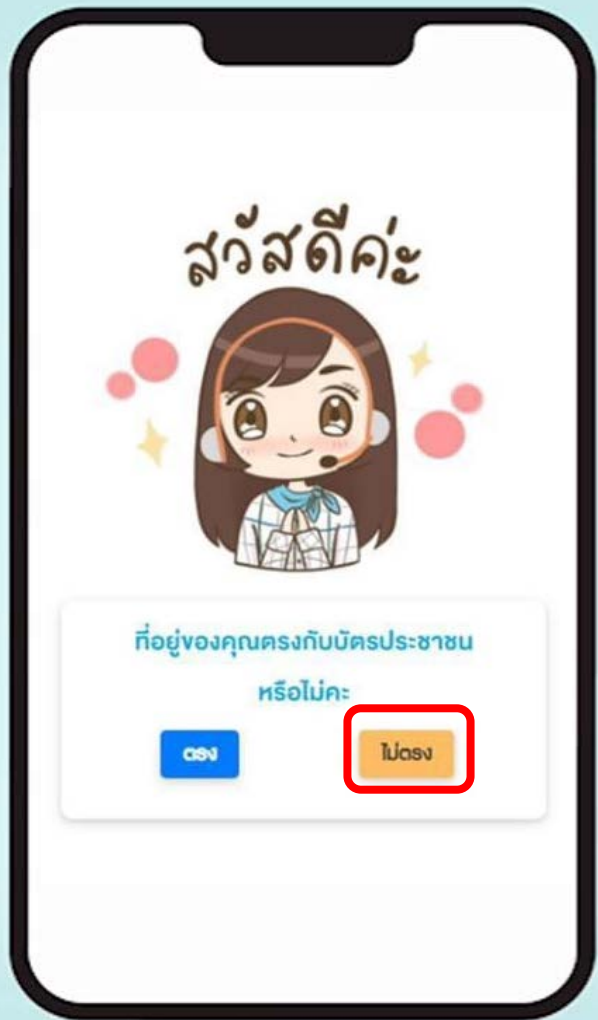 สวัสดีค่ะ
ที่อยู่ของคุณตรงกับบัตรประชาชน
หรือไม่คะ
ตรง
ไม่ตรง